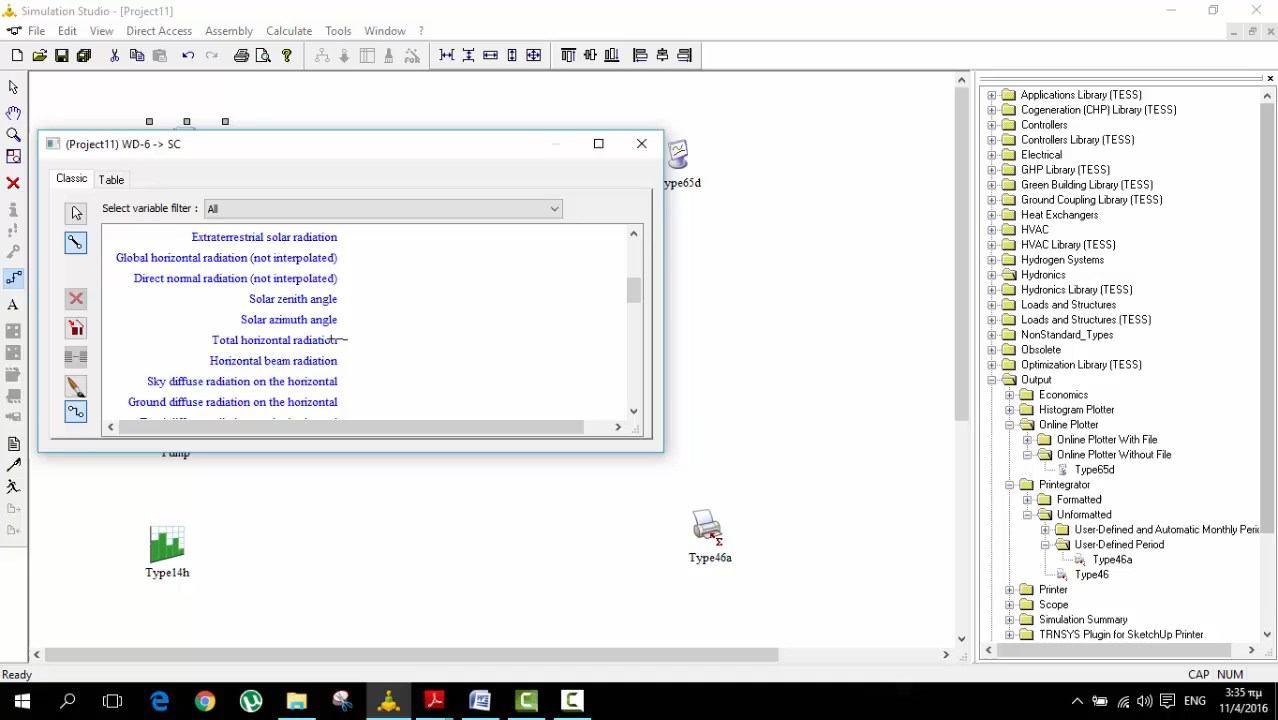 Simulation Studio - [Project11]
File Edit View Direct Access Assembly Calculate Tools Window ?
(Project11) WD-6 -> SC
Classic Table
Select variable filter : All
Extraterrestrial solar radiation
Global horizontal radiation (not interpolated)
Direct normal radiation (not interpolated)
Solar zenith angle
Solar azimuth angle
Total horizontal radiation
Horizontal beam radiation
Sky diffuse radiation on the horizontal
Ground diffuse radiation on the horizontal
ype65d
Pump
Type14h
Type46a
Applications Library (TESS)
Cogeneration (CHP) Library (TESS)
Controllers
Controllers Library (TESS)
Electrical
GHP Library (TESS)
Green Building Library (TESS)
Ground Coupling Library (TESS)
Heat Exchangers
HVAC
HVAC Library (TESS)
Hydrogen Systems
Hydronics
Hydronics Library (TESS)
Loads and Structures
Loads and Structures (TESS)
NonStandard_Types
Obsolete
Optimization Library (TESS)
Output
Economics
Histogram Plotter
Online Plotter
Online Plotter With File
Online Plotter Without File
Type65d
Printegrator
Formatted
Unformatted
User-Defined and Automatic Monthly Perio
User-Defined Period
Type46a
Type46
Printer
Scope
Simulation Summary
TRNSYS Plugin for SketchUp Printer
Ready
CAP NUM
ENG
3:35 πμ
11/4/2016